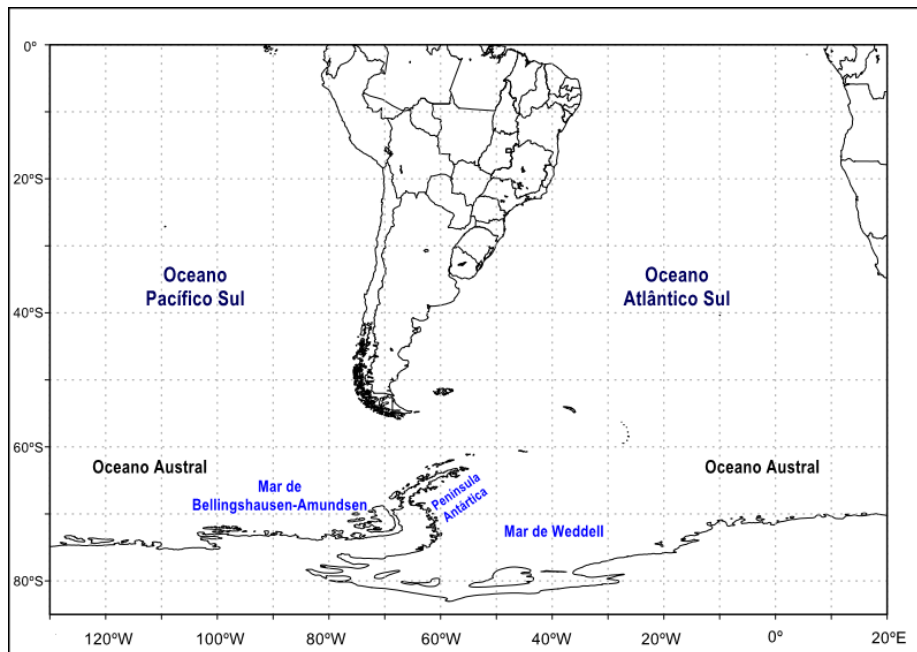 0°
20°S
Oceano
Pacífico Sul
Oceano
Atlântico Sul
40°S
60°S
Oceano Austral
Oceano Austral
Mar de
Bellingshausen-Amundsen
Península
Antártica
Mar de Weddell
80°S
120°W
100°W
80°W
60°W
40°W
20°W
0°
20°E